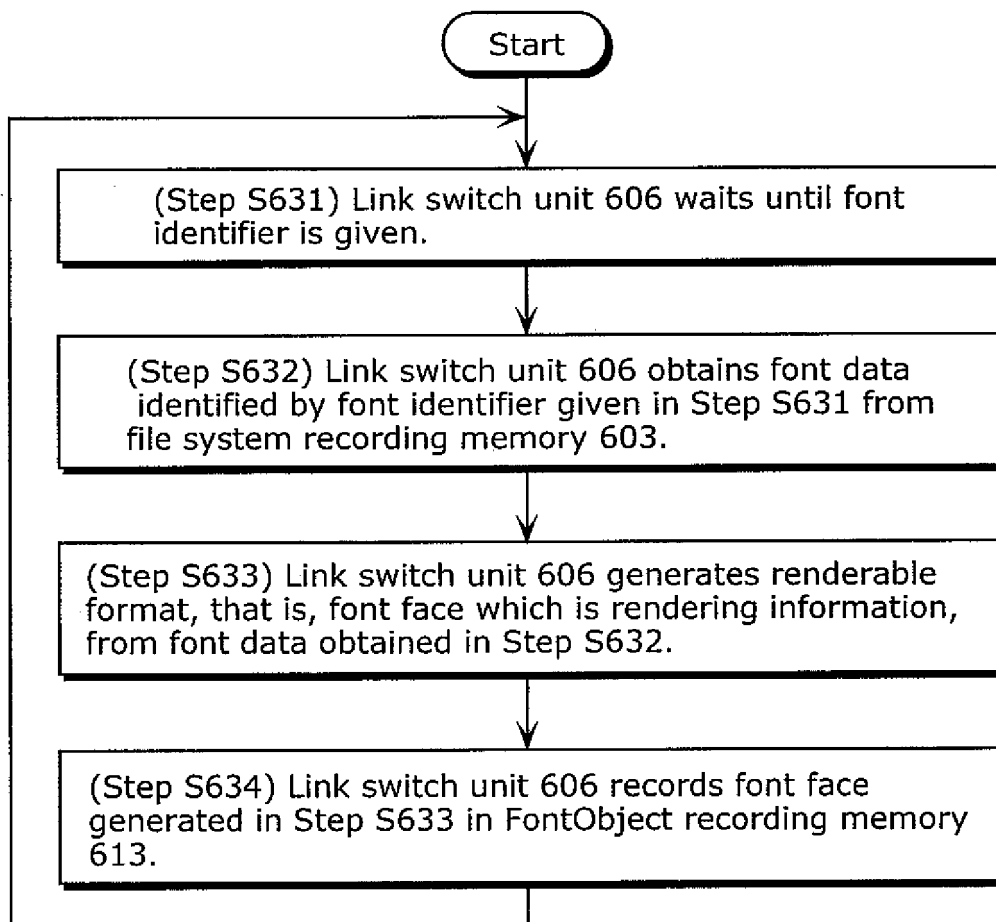 Start
(Step S631) Link switch unit 606 waits until font
identifier is given.
(Step S632) Link switch unit 606 obtains font data
identified by font identifier given in Step S631 from
file system recording memory 603.
(Step S633) Link switch unit 606 generates renderable
format, that is, font face which is rendering information,
from font data obtained in Step S632.
(Step S634) Link switch unit 606 records font face
generated in Step S633 in FontObject recording memory
613.